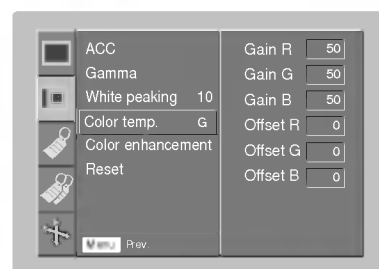 ACC
Gamma
White peaking 10
Color temp. G
Color enhancement
Reset
Menu Prev.
Gain R 50
Gain G 50
Gain B 50
Offset R 0
Offset G 0
Offset B 0